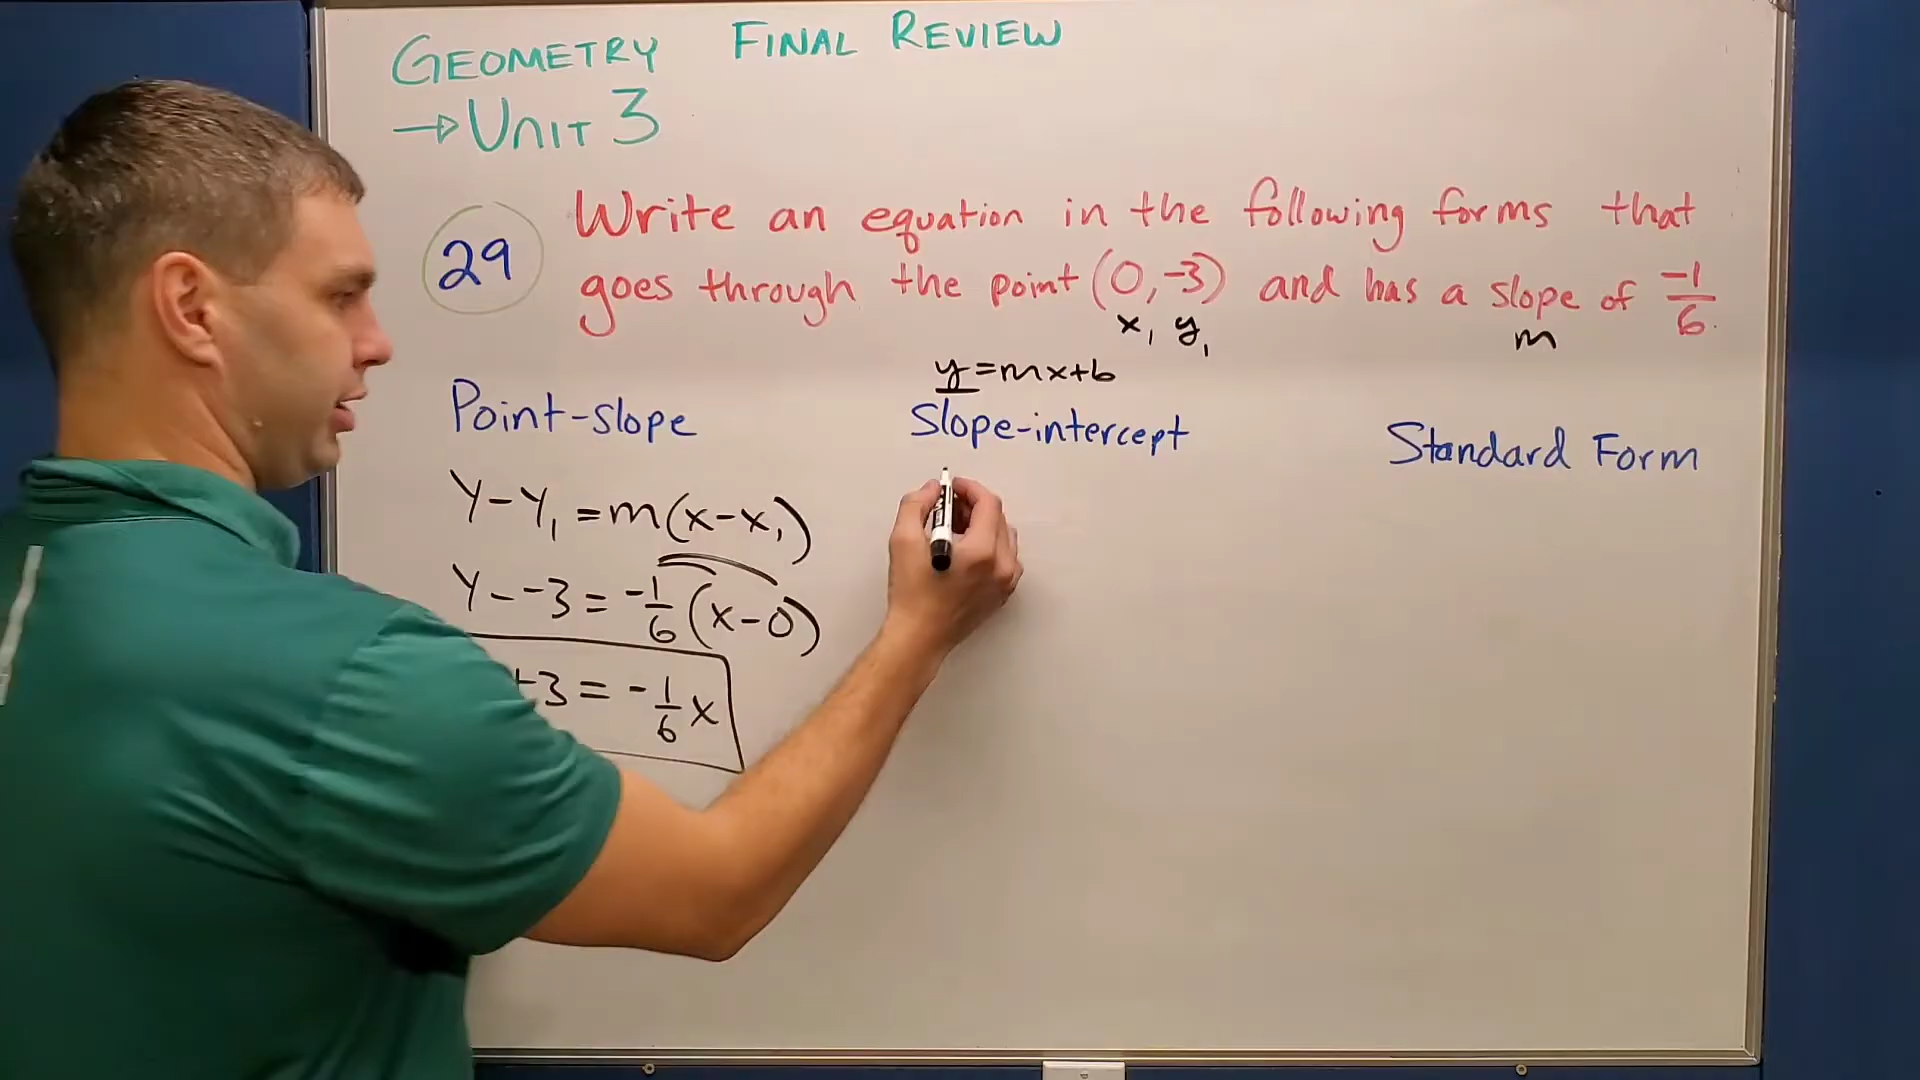 GEOMETRY FINAL REVIEW
→ UNIT 3
29 Write an equation in the following forms that
goes through the point (0,-3) and has a slope of -1/6.
x₁ y₁ m
y=mx+b
Point-slope Slope-intercept Standard Form
Y-Y₁=m(x-x₁)
Y--3=-1/6(x-0)
+3=-1/6x